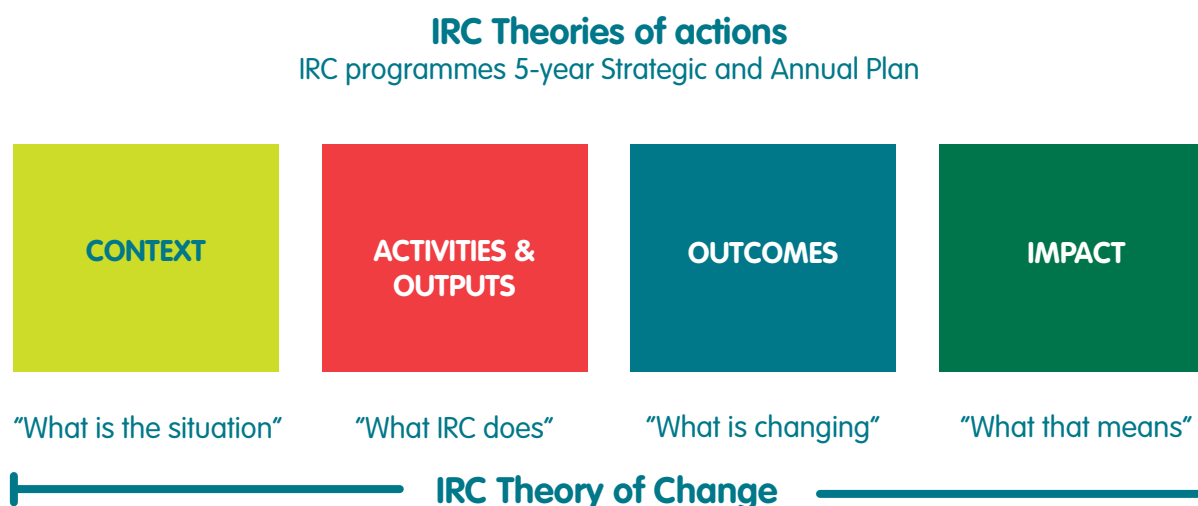 IRC Theories of actions
IRC programmes 5-year Strategic and Annual Plan
CONTEXT
ACTIVITIES &
OUTPUTS
OUTCOMES
IMPACT
"What is the situation"
"What IRC does"
"What is changing"
"What that means"
IRC Theory of Change